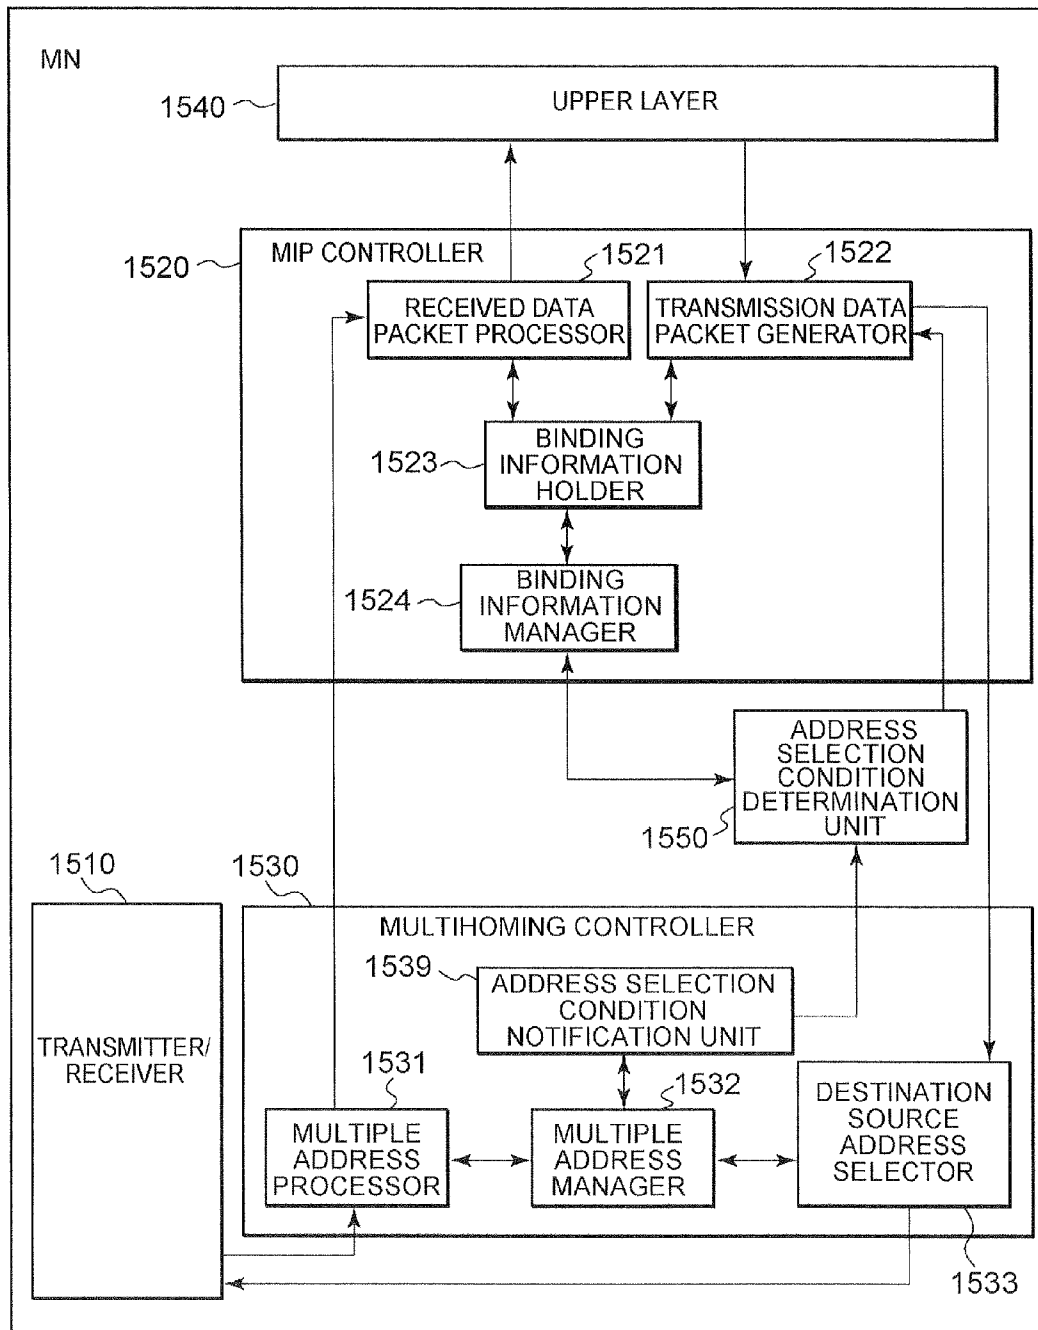 MN
1540
UPPER LAYER
1520
MIP CONTROLLER
1521
1522
RECEIVED DATA
PACKET PROCESSOR
TRANSMISSION DATA
PACKET GENERATOR
1523
BINDING
INFORMATION
HOLDER
1524
BINDING
INFORMATION
MANAGER
ADDRESS
SELECTION
CONDITION
DETERMINATION
UNIT
1550
1510
1530
MULTIHOMING CONTROLLER
1539
ADDRESS SELECTION
CONDITION
NOTIFICATION UNIT
TRANSMITTER/
RECEIVER
1531
1532
MULTIPLE
ADDRESS
PROCESSOR
MULTIPLE
ADDRESS
MANAGER
DESTINATION
SOURCE
ADDRESS
SELECTOR
1533